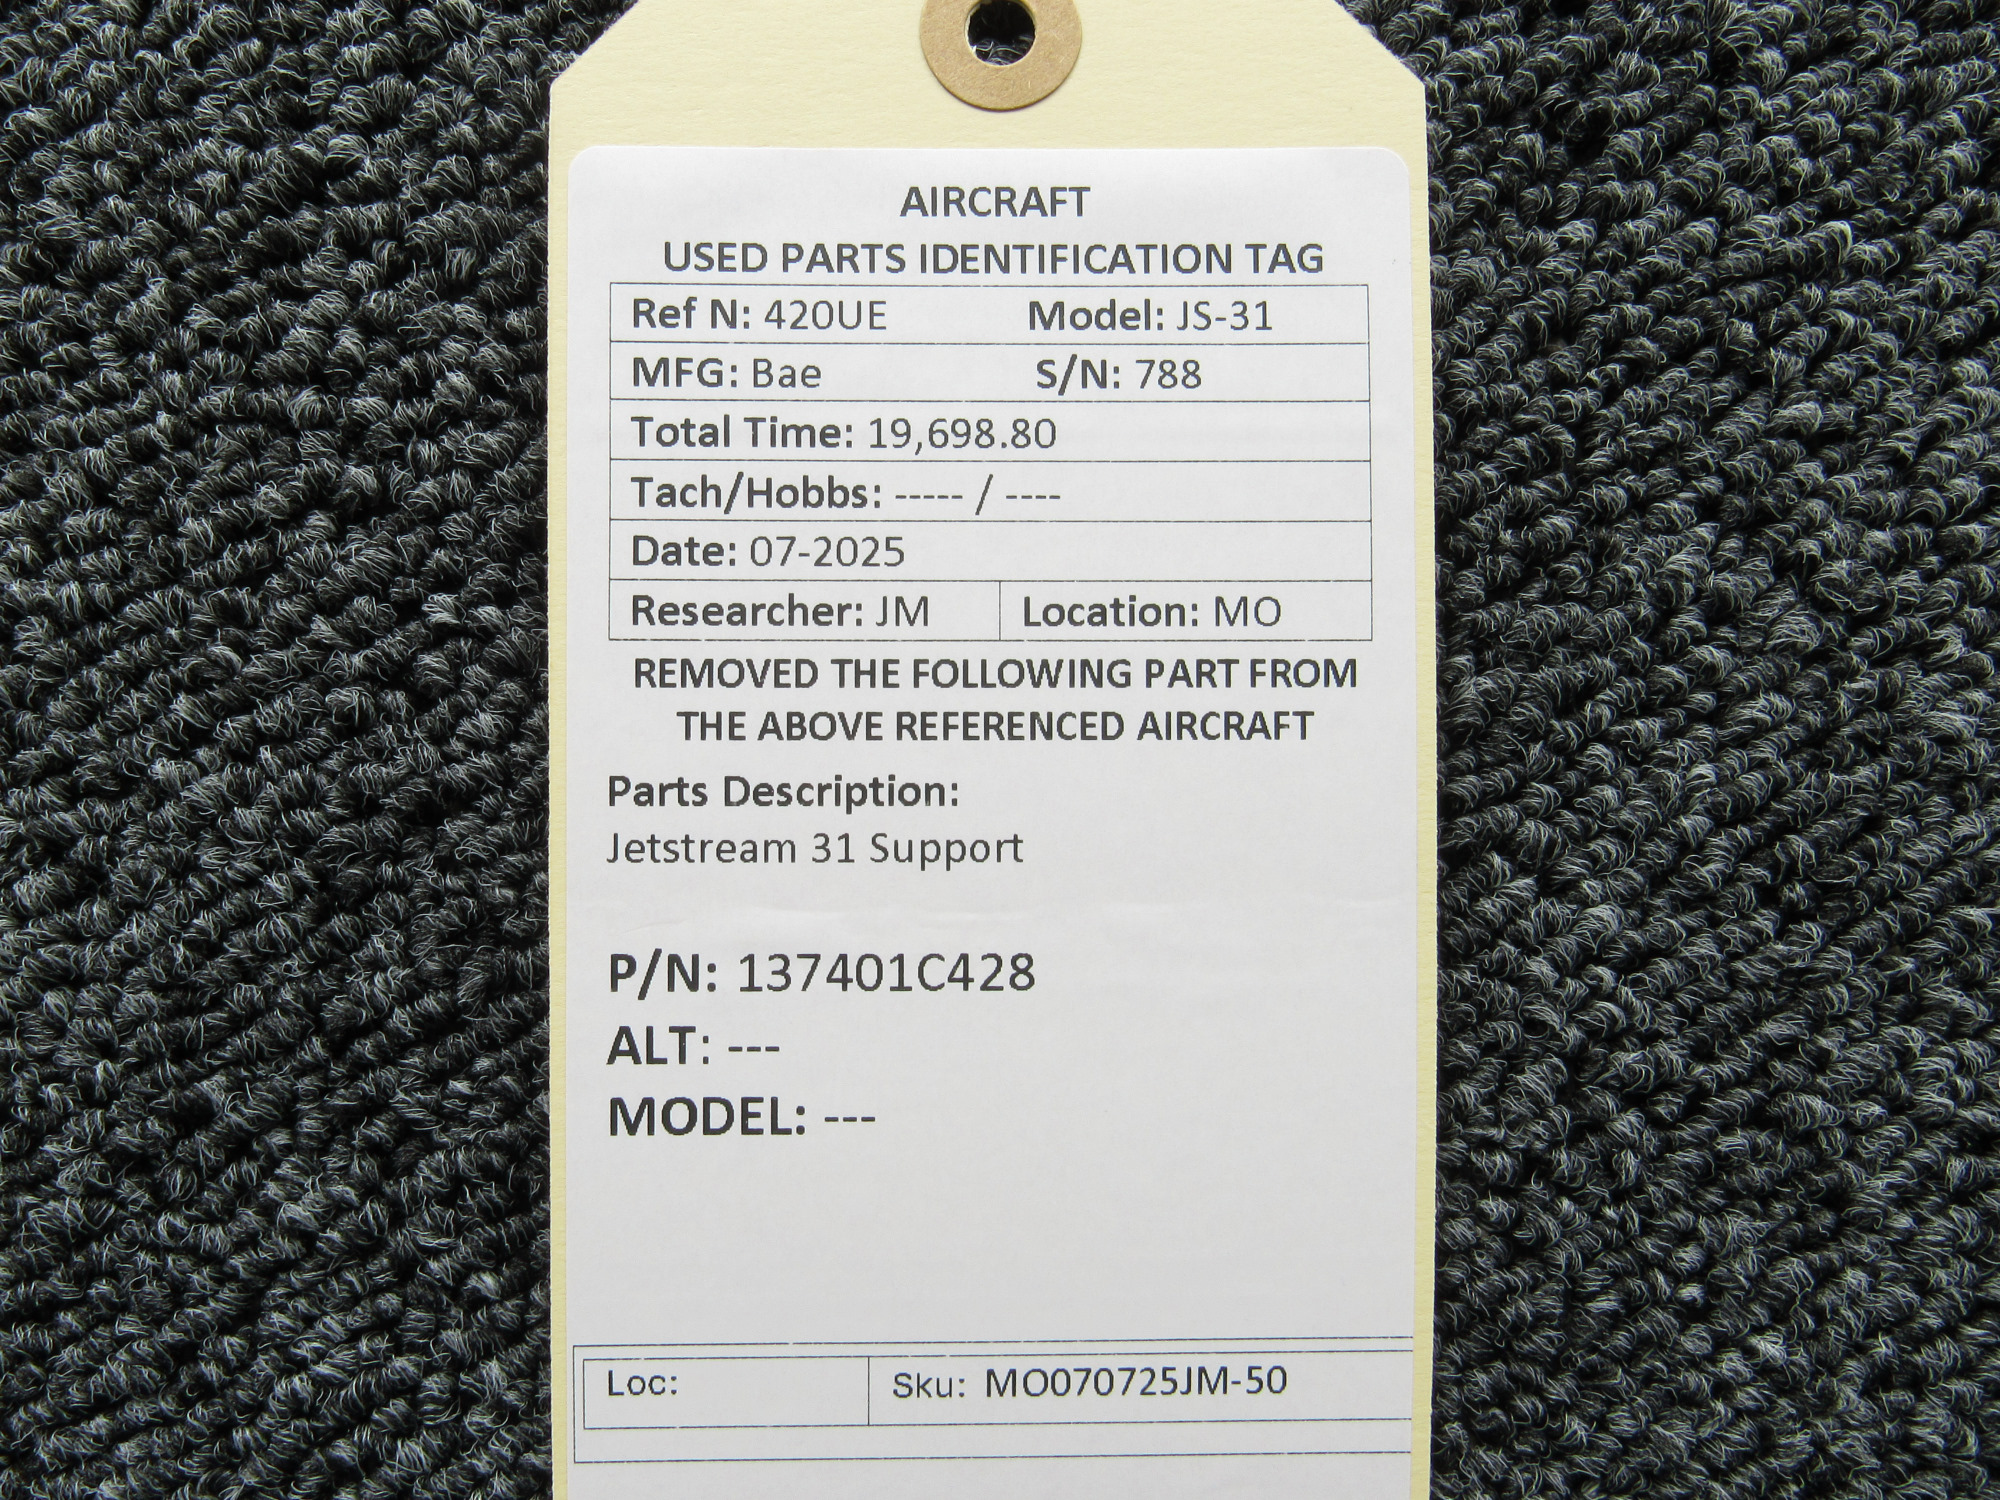 AIRCRAFT
USED PARTS IDENTIFICATION TAG
Ref N: 420UE Model: JS-31
MFG: Bae S/N: 788
Total Time: 19,698.80
Tach/Hobbs: ----- / ----
Date: 07-2025
Researcher: JM Location: MO
REMOVED THE FOLLOWING PART FROM
THE ABOVE REFERENCED AIRCRAFT
Parts Description:
Jetstream 31 Support
P/N: 137401C428
ALT: ---
MODEL: ---
Loc: Sku: MO070725JM-50